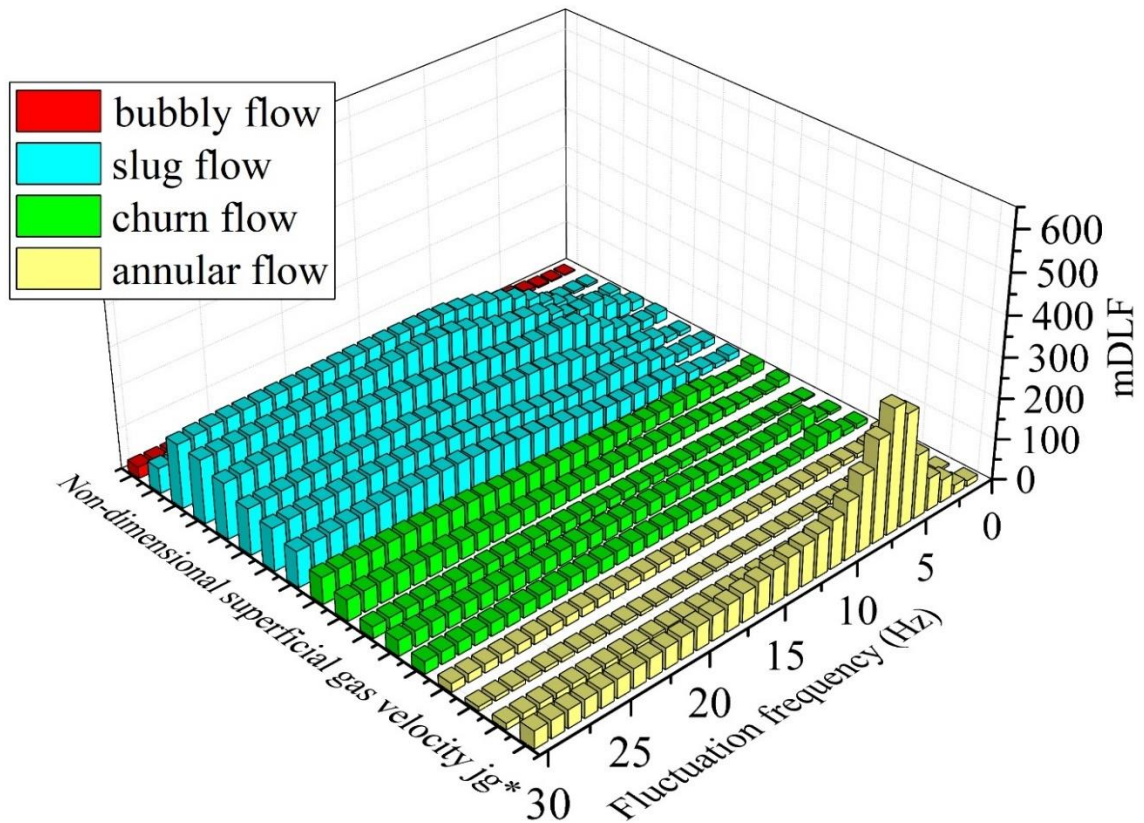 bubbly flow
slug flow
churn flow
annular flow
600
500
400
300
200
100
0
mDLF
0
5
10
15
20
25
30
Fluctuation frequency (Hz)
Non-dimensional superficial gas velocity jg*